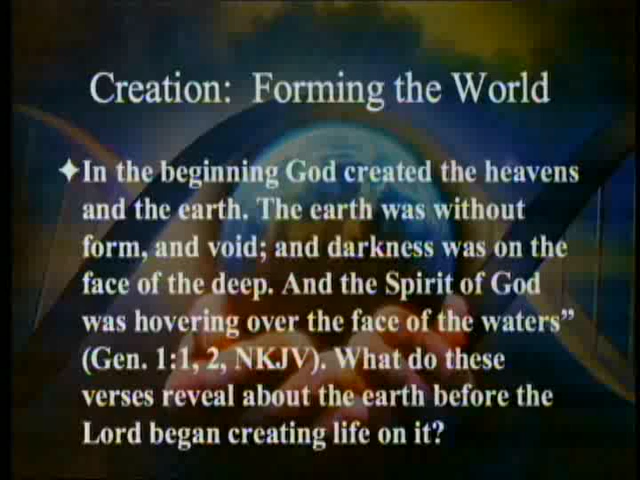 Creation: Forming the World
✦In the beginning God created the heavens
and the earth. The earth was without
form, and void; and darkness was on the
face of the deep. And the Spirit of God
was hovering over the face of the waters”
(Gen. 1:1, 2, NKJV). What do these
verses reveal about the earth before the
Lord began creating life on it?